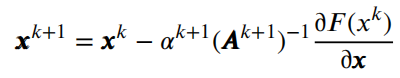 𝒙^{k+1} = 𝒙^k − α^{k+1}(𝑨^{k+1})^{−1} ∂F(x^k)/∂𝐱